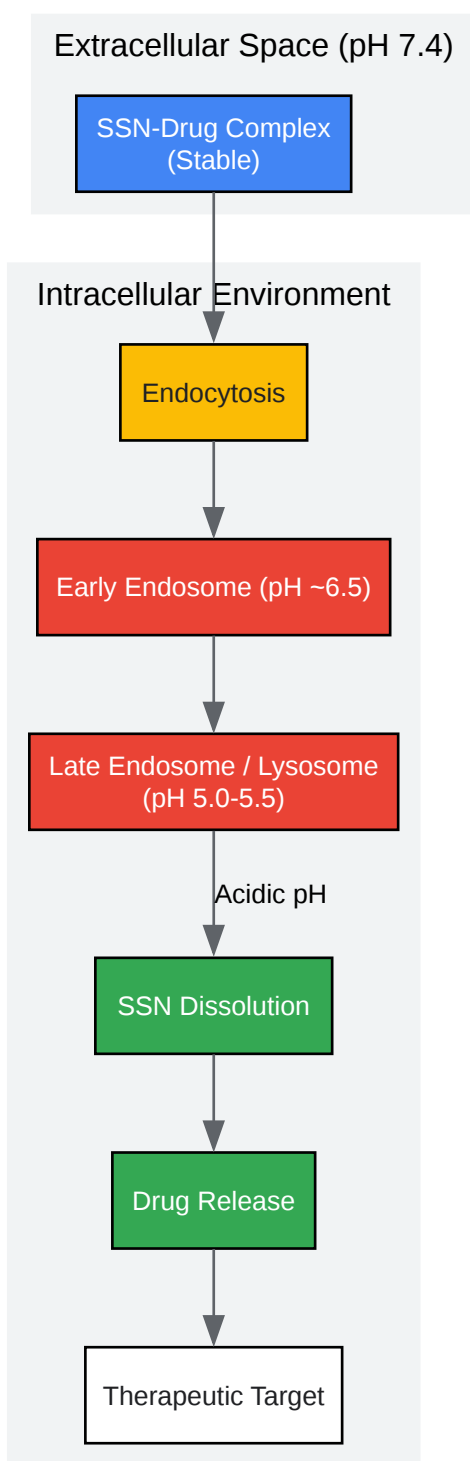 Extracellular Space (pH 7.4)
SSN-Drug Complex
(Stable)
Intracellular Environment
Endocytosis
Early Endosome (pH ~6.5)
Late Endosome / Lysosome
(pH 5.0-5.5)
Acidic pH
SSN Dissolution
Drug Release
Therapeutic Target